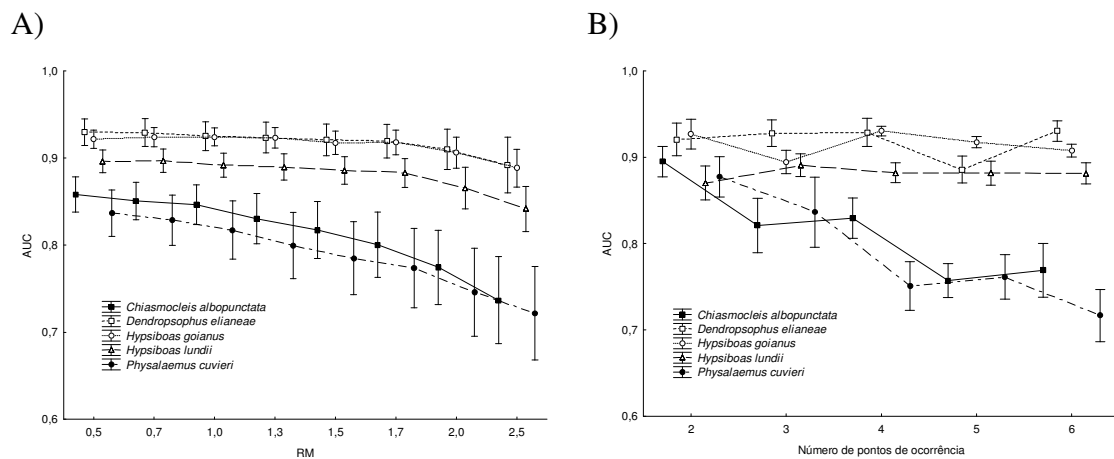 A)
B)
1,0
0,9
0,8
0,7
0,6
AUC
Chiasmocleis albopunctata
Dendropsophus elianeae
Hypsiboas goianus
Hypsiboas lundii
Physalaemus cuvieri
0,5 0,7 1,0 1,3 1,5 1,7 2,0 2,5
RM
1,0
0,9
0,8
0,7
0,6
AUC
Chiasmocleis albopunctata
Dendropsophus elianeae
Hypsiboas goianus
Hypsiboas lundii
Physalaemus cuvieri
2 3 4 5 6
Número de pontos de ocorrência